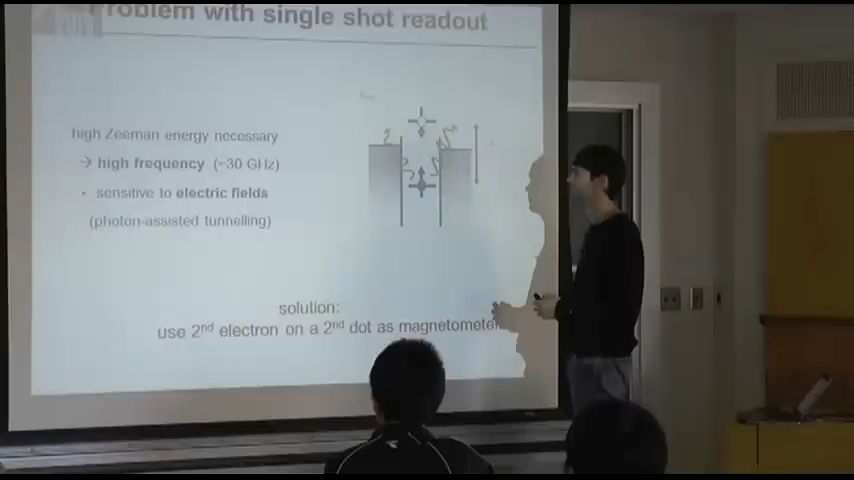 Problem with single shot readout
high Zeeman energy necessary
→ high frequency (~30 GHz)
• sensitive to electric fields
(photon-assisted tunnelling)
solution:
use 2nd electron on a 2nd dot as magnetometer